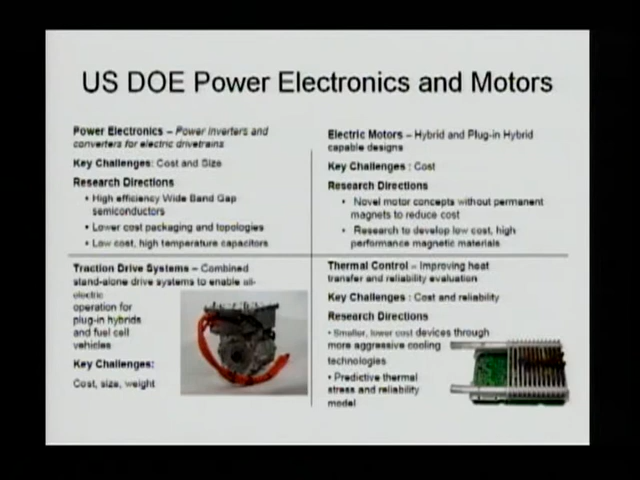 US DOE Power Electronics and Motors
Power Electronics – Power inverters and
converters for electric drivetrains
Key Challenges: Cost and Size
Research Directions
• High efficiency Wide Band Gap
semiconductors
• Lower cost packaging and topologies
• Low cost, high temperature capacitors
Electric Motors – Hybrid and Plug-in Hybrid
capable designs
Key Challenges : Cost
Research Directions
• Novel motor concepts without permanent
magnets to reduce cost
• Research to develop low cost, high
performance magnetic materials
Traction Drive Systems – Combined
stand-alone drive systems to enable all-
electric
operation for
plug-in hybrids
and fuel cell
vehicles
Key Challenges:
Cost, size, weight
Thermal Control – Improving heat
transfer and reliability evaluation
Key Challenges : Cost and reliability
Research Directions
• Smaller, lower cost devices through
more aggressive cooling
technologies
• Predictive thermal
stress and reliability
model